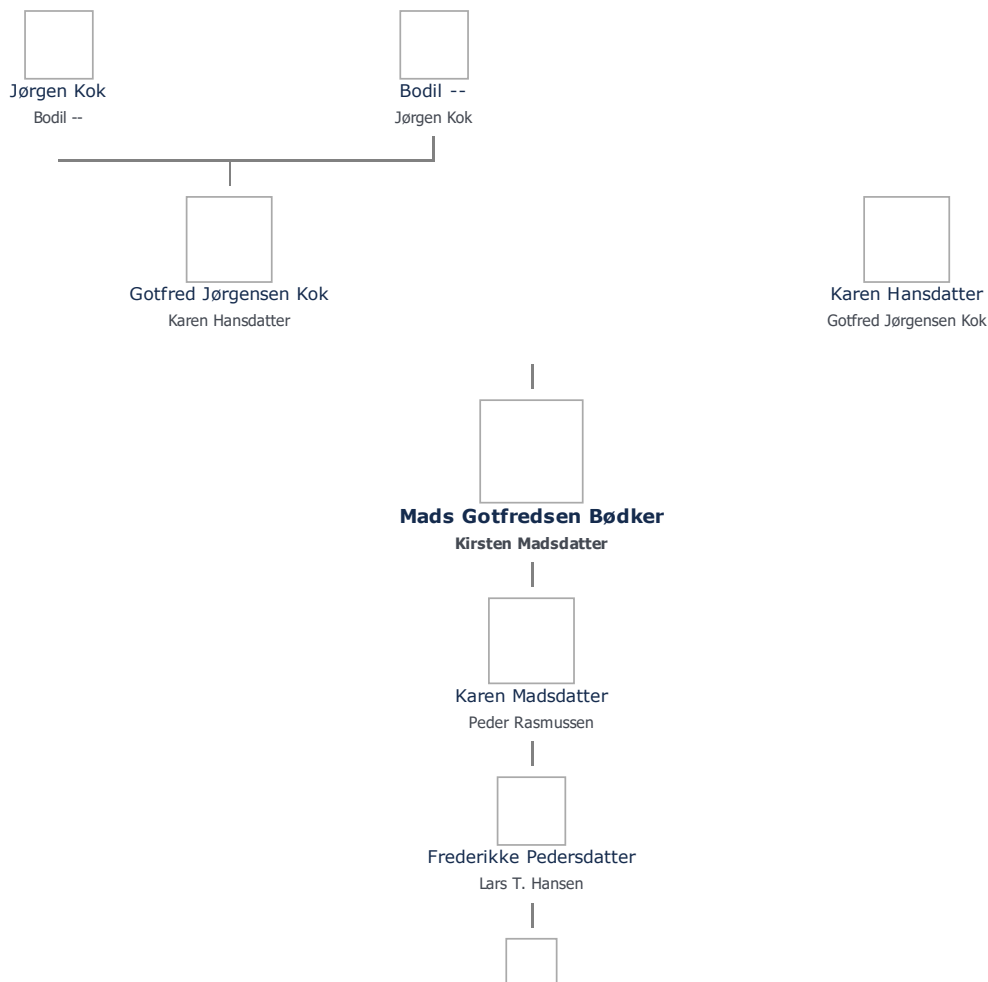 Jørgen Kok
Bodil --
Bodil --
Jørgen Kok
Gotfred Jørgensen Kok
Karen Hansdatter
Karen Hansdatter
Gotfred Jørgensen Kok
Mads Gotfredsen Bødker
Kirsten Madsdatter
Karen Madsdatter
Peder Rasmussen
Frederikke Pedersdatter
Lars T. Hansen